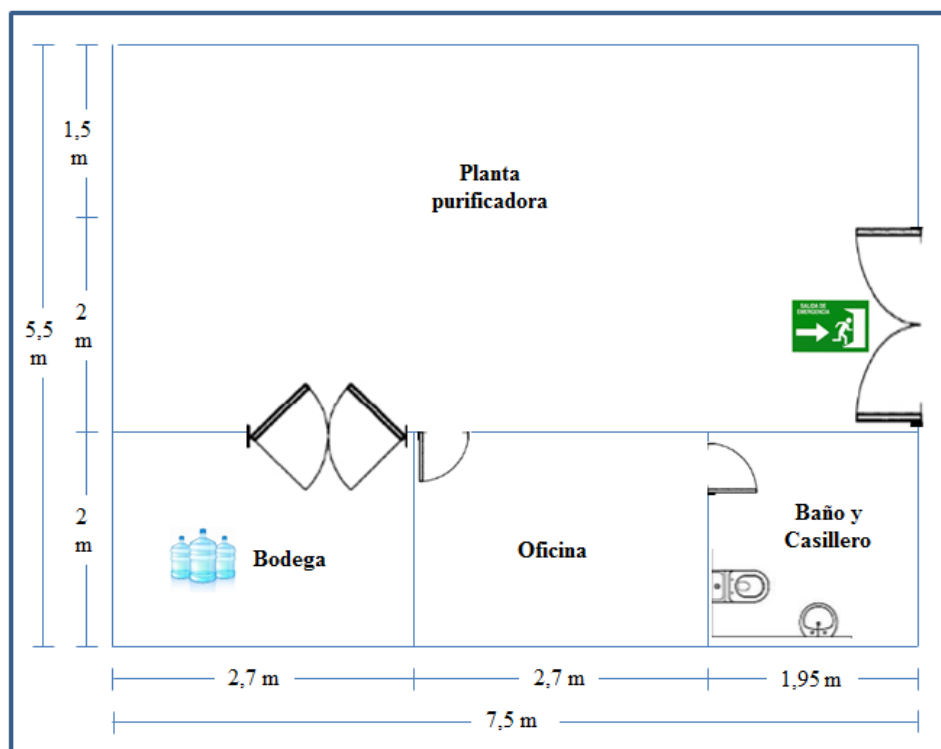 1,5
m
Planta
purificadora
2
m
5,5
m
SALIDA DE
EMERGENCIA
2
m
Bodega
Oficina
Baño y
Casillero
2,7 m
2,7 m
1,95 m
7,5 m